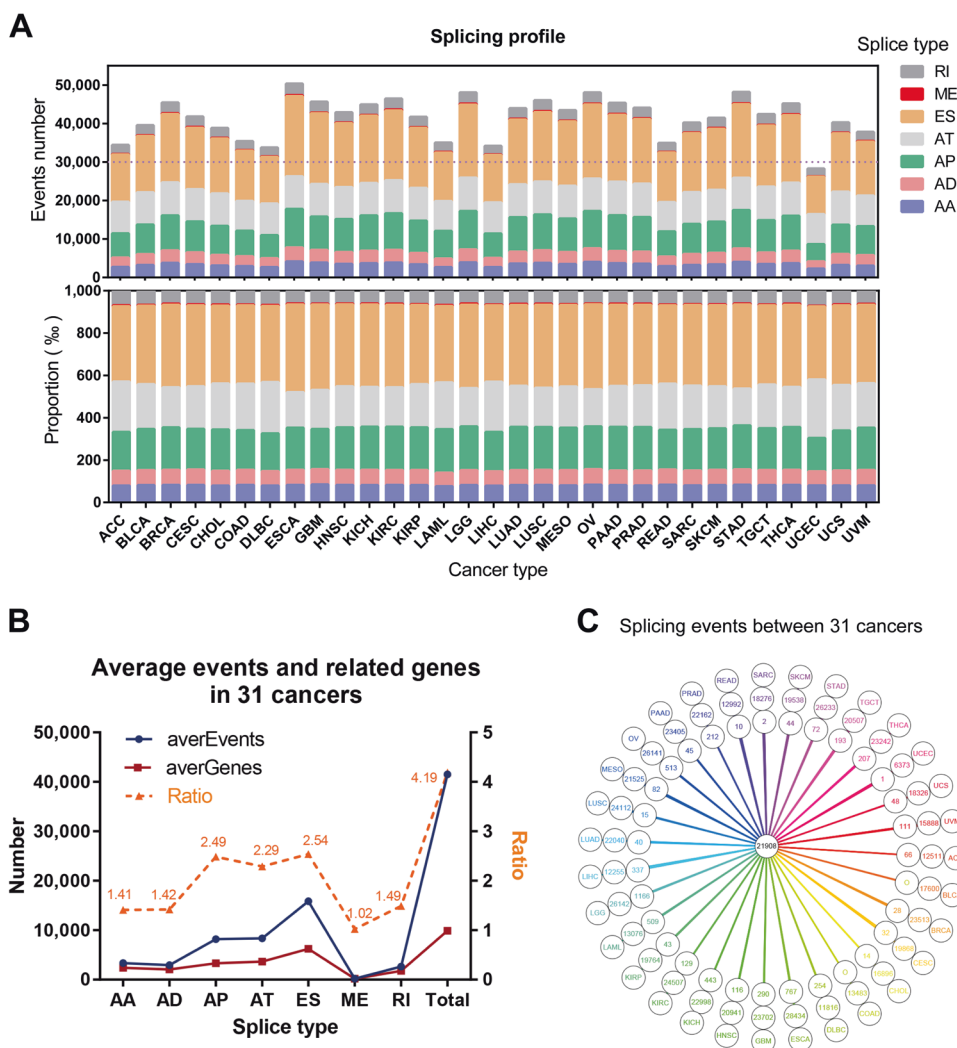 A
Splicing profile
Splice type
RI
ME
ES
AT
AP
AD
AA
Events number
50,000
40,000
30,000
20,000
10,000
0
Proportion ( ‰ )
1,000
800
600
400
200
0
ACC
BLCA
BRCA
CESC
CHOL
COAD
DLBC
ESCA
GBM
HNSC
KICH
KIRC
KIRP
LAML
LGG
LIHC
LUAD
LUSC
MESO
OV
PAAD
PRAD
READ
SARC
SKCM
STAD
TGCT
THCA
UCEC
UCS
UVM
Cancer type
B
Average events and related genes
in 31 cancers
Number
50,000
40,000
30,000
20,000
10,000
0
averEvents
averGenes
Ratio
1.41
1.42
2.49
2.29
2.54
1.02
1.49
4.19
5
4
3
2
1
0
Ratio
AA
AD
AP
AT
ES
ME
RI
Total
Splice type
C
Splicing events between 31 cancers
21908
SARC 18276 2
SKCM 19538 44
STAD 26233 72
TGCT 20507 193
THCA 23242 207
UCEC 6373 1
UCS 18326 48
UVM 15888 111
AC 12511 66
BLC 17600 0
BRCA 23513 28
CESC 19868 32
CHOL 16696 14
COAD 13483 0
DLBC 11816 254
ESCA 28434 767
GBM 23702 290
HNSC 20941 116
KICH 22998 443
KIRC 24507 129
KIRP 19764 43
LAML 13076 509
LGG 26142 1166
LIHC 12255 337
LUAD 22040 40
LUSC 24112 15
MESO 21525 82
OV 26141 513
PAAD 23405 45
PRAD 22162 212
READ 12992 10